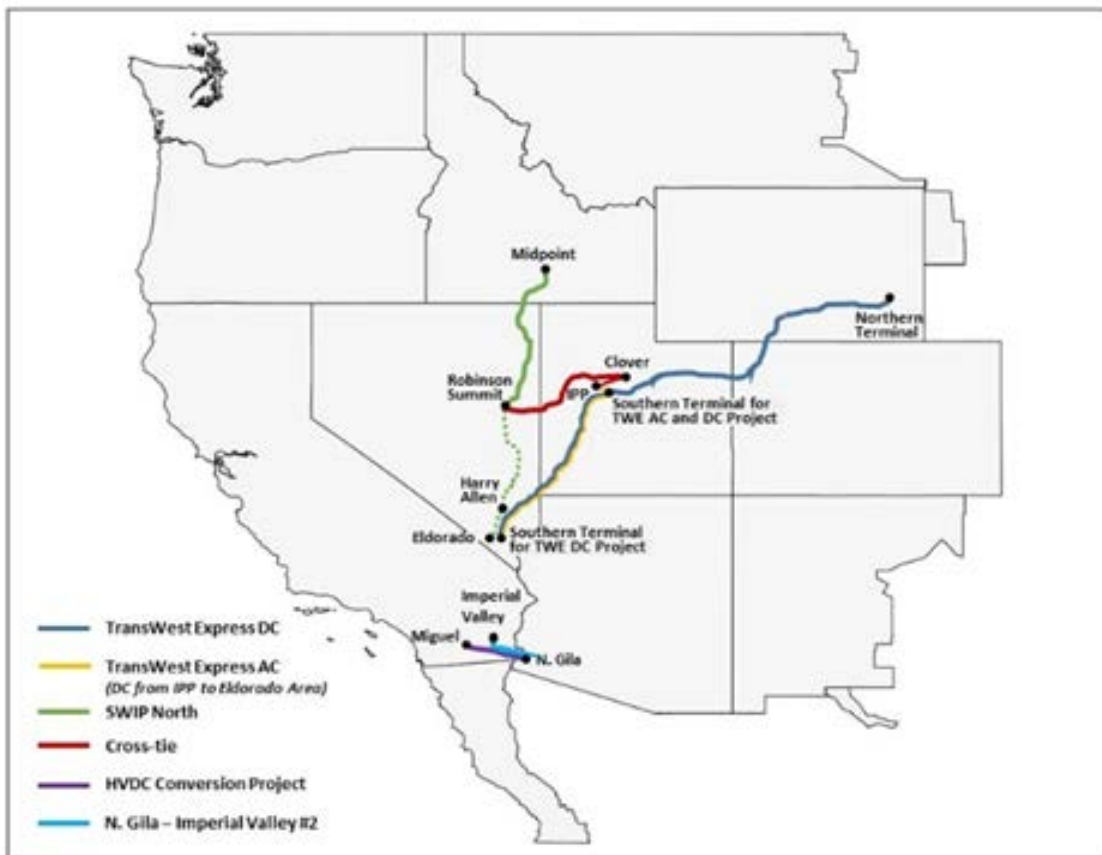 Midpoint
Northern
Terminal
Clover
Robinson
Summit
IPP
Southern Terminal for
TWE AC and DC Project
Harry
Allen
Eldorado
Southern Terminal
for TWE DC Project
Imperial
Valley
Miguel
N. Gila
TransWest Express DC
TransWest Express AC
(DC from IPP to Eldorado Area)
SWIP North
Cross-tie
HVDC Conversion Project
N. Gila – Imperial Valley #2